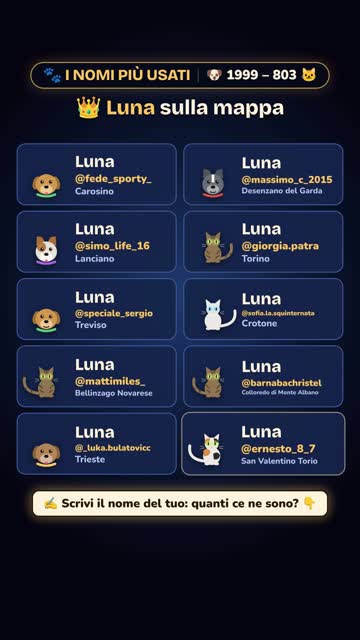 🐾 I NOMI PIÙ USATI | 🐶 1999 – 803 🐱
👑 Luna sulla mappa
Luna
@fede_sporty_
Carosino
Luna
@massimo_c_2015
Desenzano del Garda
Luna
@simo_life_16
Lanciano
Luna
@giorgia.patra
Torino
Luna
@speciale_sergio
Treviso
Luna
@sofia.la.squinternata
Crotone
Luna
@mattimiles_
Bellinzago Novarese
Luna
@barnabachristel
Colloredo di Monte Albano
Luna
@_luka.bulatovicc
Trieste
Luna
@ernesto_8_7
San Valentino Torio
✍️ Scrivi il nome del tuo: quanti ce ne sono? 👇